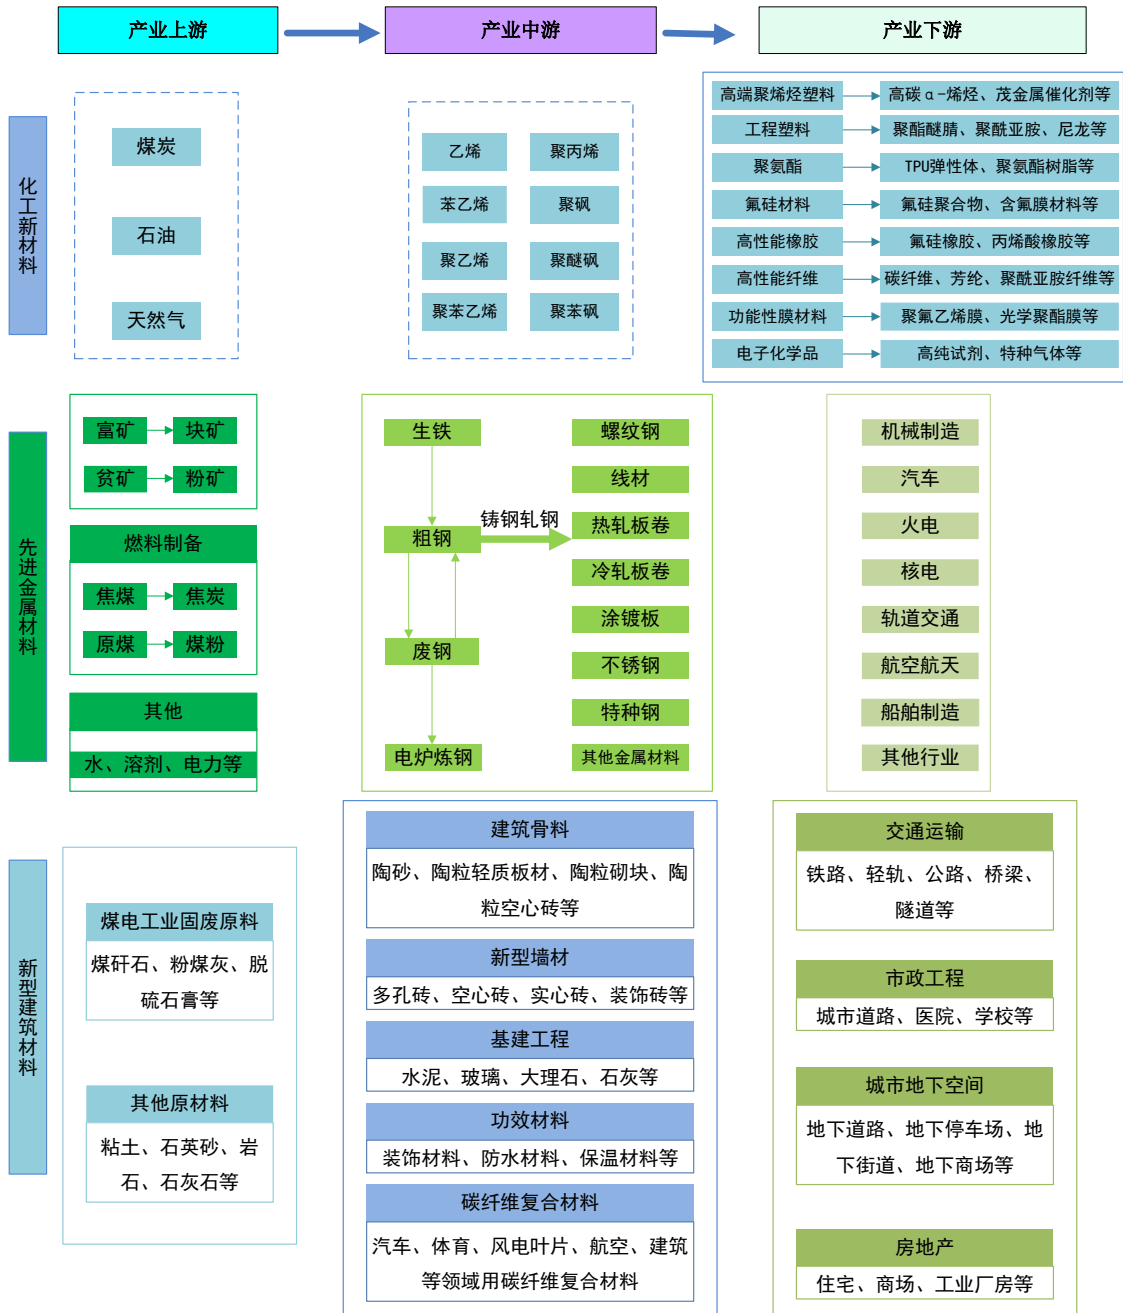 产业上游
产业中游
产业下游
化工新材料
煤炭
石油
天然气
乙烯
聚丙烯
苯乙烯
聚砜
聚乙烯
聚醚砜
聚苯乙烯
聚苯砜
高端聚烯烃塑料
高碳α-烯烃、茂金属催化剂等
工程塑料
聚酯醚腈、聚酰亚胺、尼龙等
聚氨酯
TPU弹性体、聚氨酯树脂等
氟硅材料
氟硅聚合物、含氟膜材料等
高性能橡胶
氟硅橡胶、丙烯酸橡胶等
高性能纤维
碳纤维、芳纶、聚酰亚胺纤维等
功能性膜材料
聚氟乙烯膜、光学聚酯膜等
电子化学品
高纯试剂、特种气体等
先进金属材料
富矿
块矿
贫矿
粉矿
燃料制备
焦煤
焦炭
原煤
煤粉
其他
水、溶剂、电力等
生铁
粗钢
铸钢轧钢
废钢
电炉炼钢
螺纹钢
线材
热轧板卷
冷轧板卷
涂镀板
不锈钢
特种钢
其他金属材料
机械制造
汽车
火电
核电
轨道交通
航空航天
船舶制造
其他行业
新型建筑材料
煤电工业固废原料
煤矸石、粉煤灰、脱
硫石膏等
其他原材料
粘土、石英砂、岩
石、石灰石等
建筑骨料
陶砂、陶粒轻质板材、陶粒砌块、陶
粒空心砖等
新型墙材
多孔砖、空心砖、实心砖、装饰砖等
基建工程
水泥、玻璃、大理石、石灰等
功效材料
装饰材料、防水材料、保温材料等
碳纤维复合材料
汽车、体育、风电叶片、航空、建筑
等领域用碳纤维复合材料
交通运输
铁路、轻轨、公路、桥梁、
隧道等
市政工程
城市道路、医院、学校等
城市地下空间
地下道路、地下停车场、地
下街道、地下商场等
房地产
住宅、商场、工业厂房等